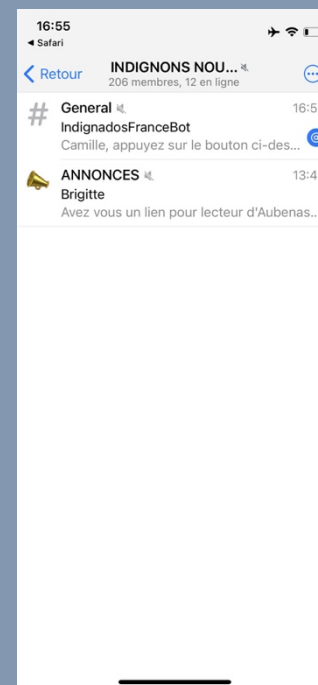 16:55
◀ Safari
Retour
INDIGNONS NOU...
206 membres, 12 en ligne
General
16:5
IndignadosFranceBot
Camille, appuyez sur le bouton ci-des...
@
ANNONCES
13:4
Brigitte
Avez vous un lien pour lecteur d'Aubenas..